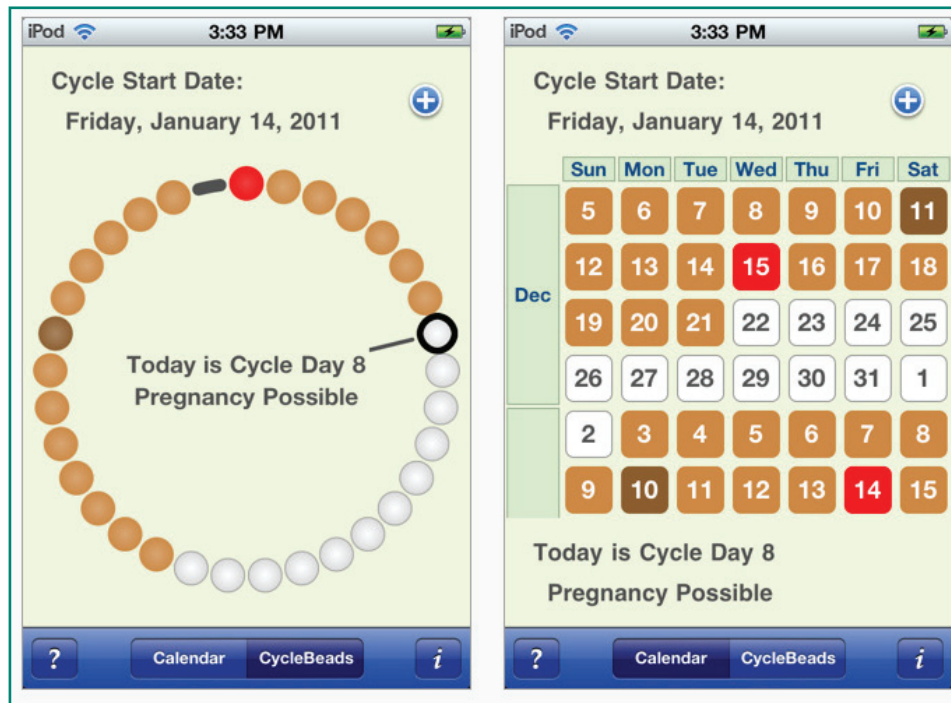 iPod 3:33 PM
Cycle Start Date:
Friday, January 14, 2011
Today is Cycle Day 8
Pregnancy Possible
? Calendar CycleBeads i
iPod 3:33 PM
Cycle Start Date:
Friday, January 14, 2011
Sun Mon Tue Wed Thu Fri Sat
Dec
5 6 7 8 9 10 11
12 13 14 15 16 17 18
19 20 21 22 23 24 25
26 27 28 29 30 31 1
2 3 4 5 6 7 8
9 10 11 12 13 14 15
Today is Cycle Day 8
Pregnancy Possible
? Calendar CycleBeads i